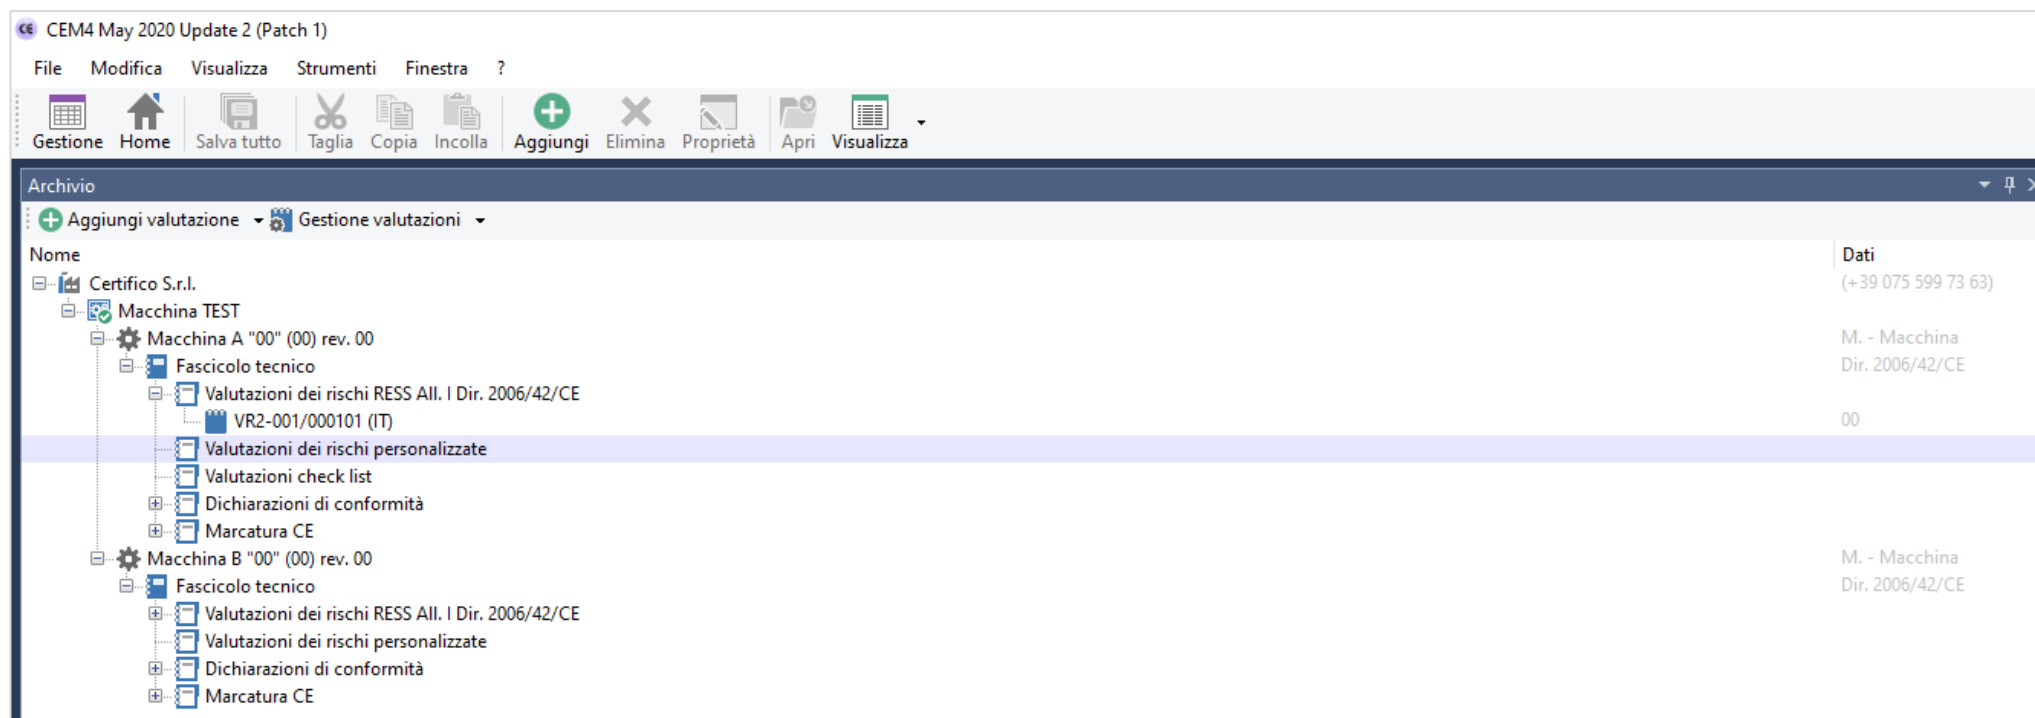 CE CEM4 May 2020 Update 2 (Patch 1)
File Modifica Visualizza Strumenti Finestra ?
Gestione Home Salva tutto Taglia Copia Incolla Aggiungi Elimina Proprietà Apri Visualizza
Archivio
Aggiungi valutazione Gestione valutazioni
Nome Dati
Certifico S.r.l. (+39 075 599 73 63)
Macchina TEST
Macchina A "00" (00) rev. 00 M. - Macchina
Fascicolo tecnico Dir. 2006/42/CE
Valutazioni dei rischi RESS All. I Dir. 2006/42/CE
VR2-001/000101 (IT) 00
Valutazioni dei rischi personalizzate
Valutazioni check list
Dichiarazioni di conformità
Marcatura CE
Macchina B "00" (00) rev. 00 M. - Macchina
Fascicolo tecnico Dir. 2006/42/CE
Valutazioni dei rischi RESS All. I Dir. 2006/42/CE
Valutazioni dei rischi personalizzate
Dichiarazioni di conformità
Marcatura CE